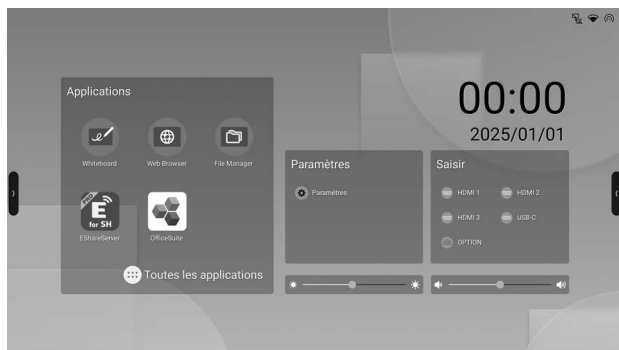 00:00
2025/01/01
Applications
Whiteboard
Web Browser
File Manager
PRO
E
for SH
EShareServer
OfficeSuite
Toutes les applications
Paramètres
Paramètres
Saisir
HDMI 1
HDMI 2
HDMI 3
USB-C
OPTION